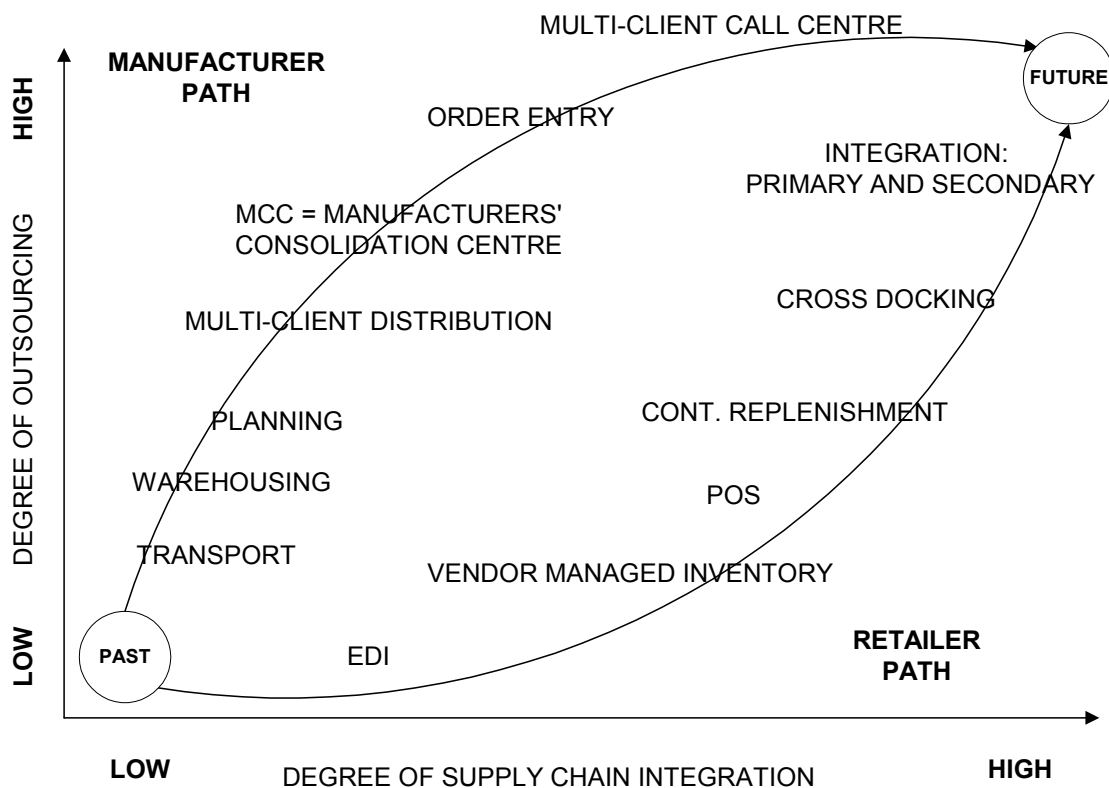 MULTI-CLIENT CALL CENTRE
MANUFACTURER
PATH
FUTURE
HIGH
ORDER ENTRY
INTEGRATION:
PRIMARY AND SECONDARY
MCC = MANUFACTURERS'
CONSOLIDATION CENTRE
DEGREE OF OUTSOURCING
CROSS DOCKING
MULTI-CLIENT DISTRIBUTION
PLANNING
CONT. REPLENISHMENT
WAREHOUSING
POS
TRANSPORT
VENDOR MANAGED INVENTORY
LOW
PAST
EDI
RETAILER
PATH
LOW
DEGREE OF SUPPLY CHAIN INTEGRATION
HIGH